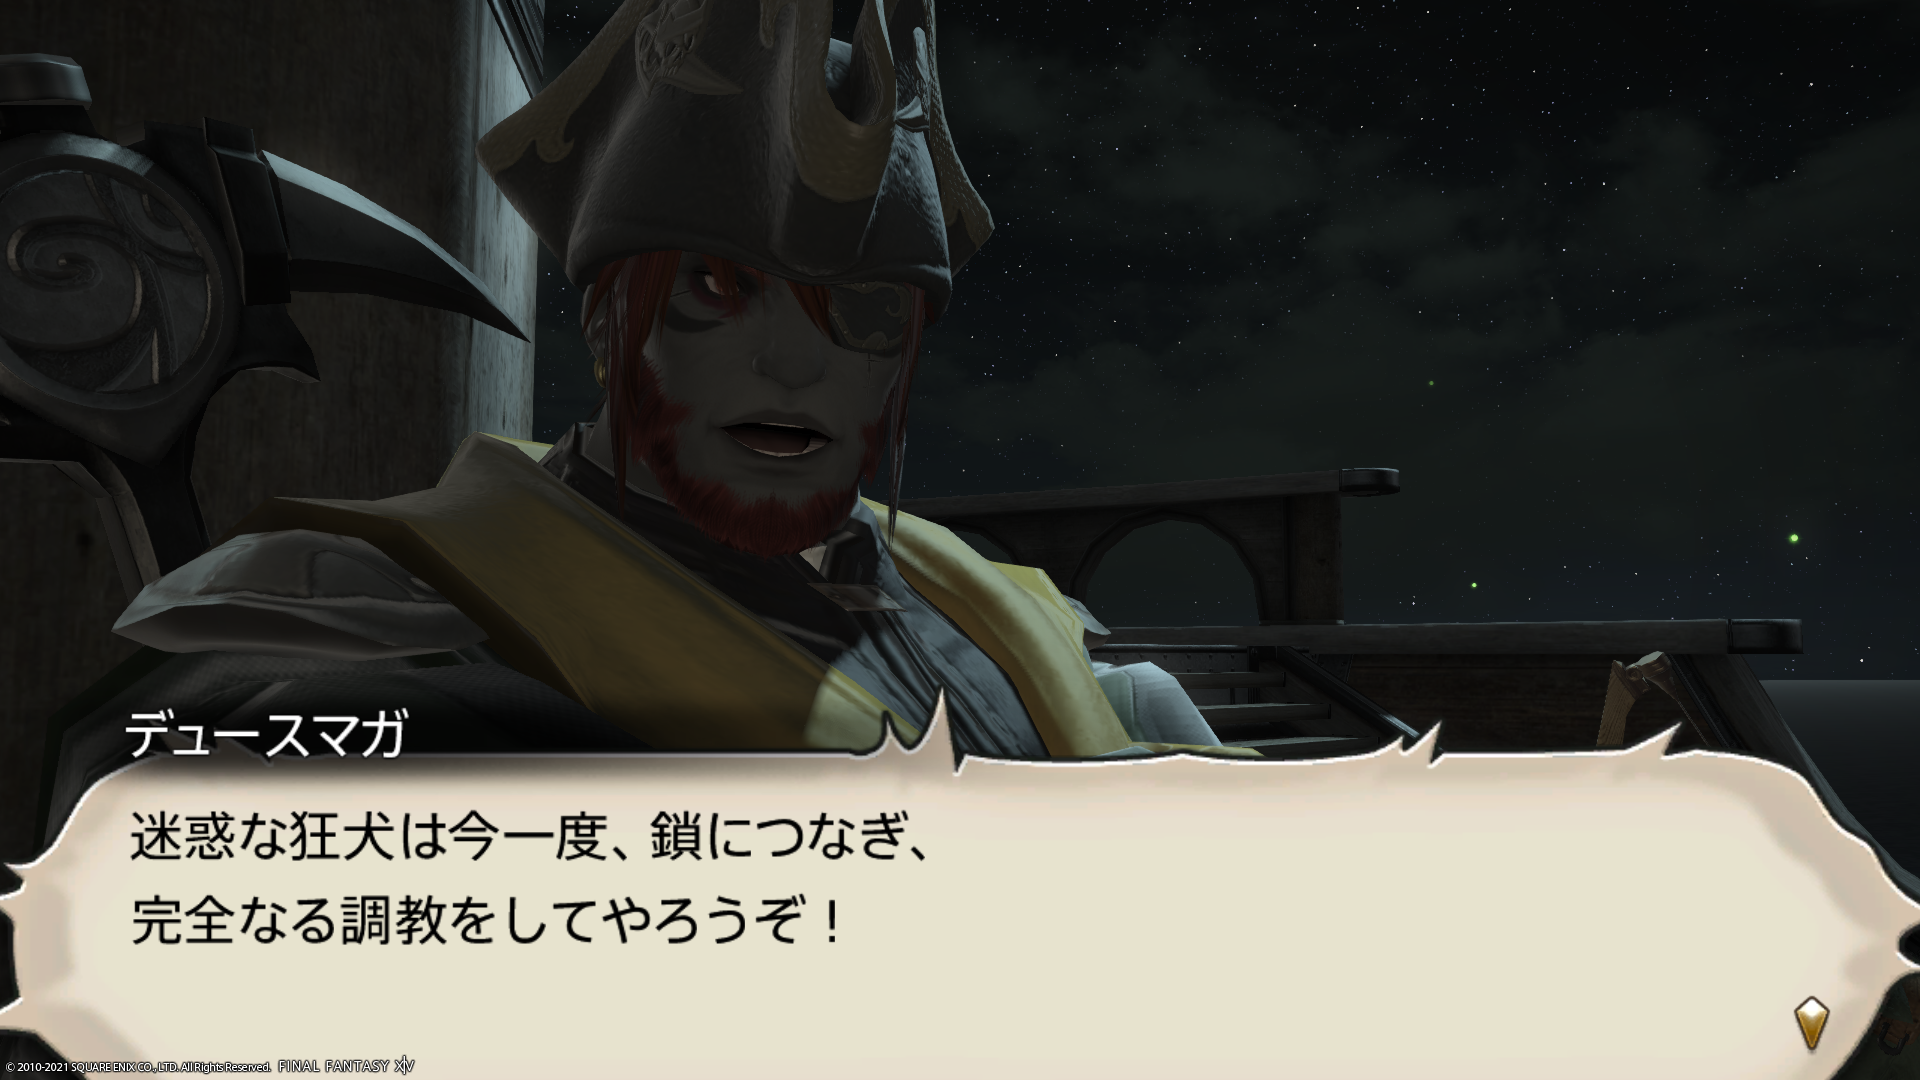 デュースマガ
迷惑な狂犬は今一度、鎖につなぎ、
完全なる調教をしてやろうぞ！
© 2010-2021 SQUARE ENIX CO., LTD. All Rights Reserved. FINAL FANTASY XIV